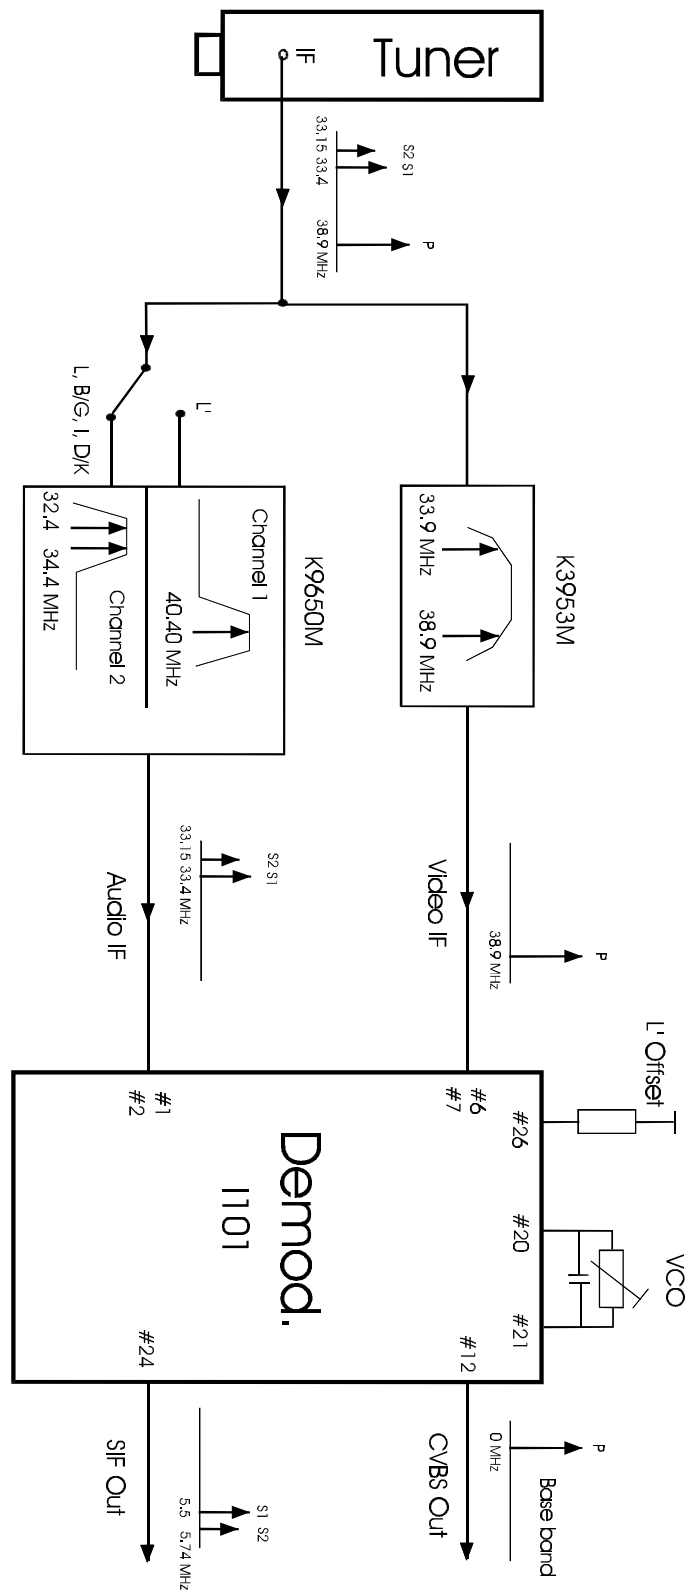 Tuner
IF
S2 S1
33.15 33.4
P
38.9 MHz
L, B/G, I, D/K
L'
K3953M
33.9 MHz
38.9 MHz
K9650M
Channel 1
40.40 MHz
Channel 2
32.4
34.4 MHz
P
38.9 MHz
Video IF
S2 S1
33.15 33.4 MHz
Audio IF
L' Offset
VCO
#26
#20
#21
#6
#7
#12
Demod.
I101
#1
#2
#24
P
0 MHz
Base band
CVBS Out
S1 S2
5.5 5.74 MHz
SIF Out